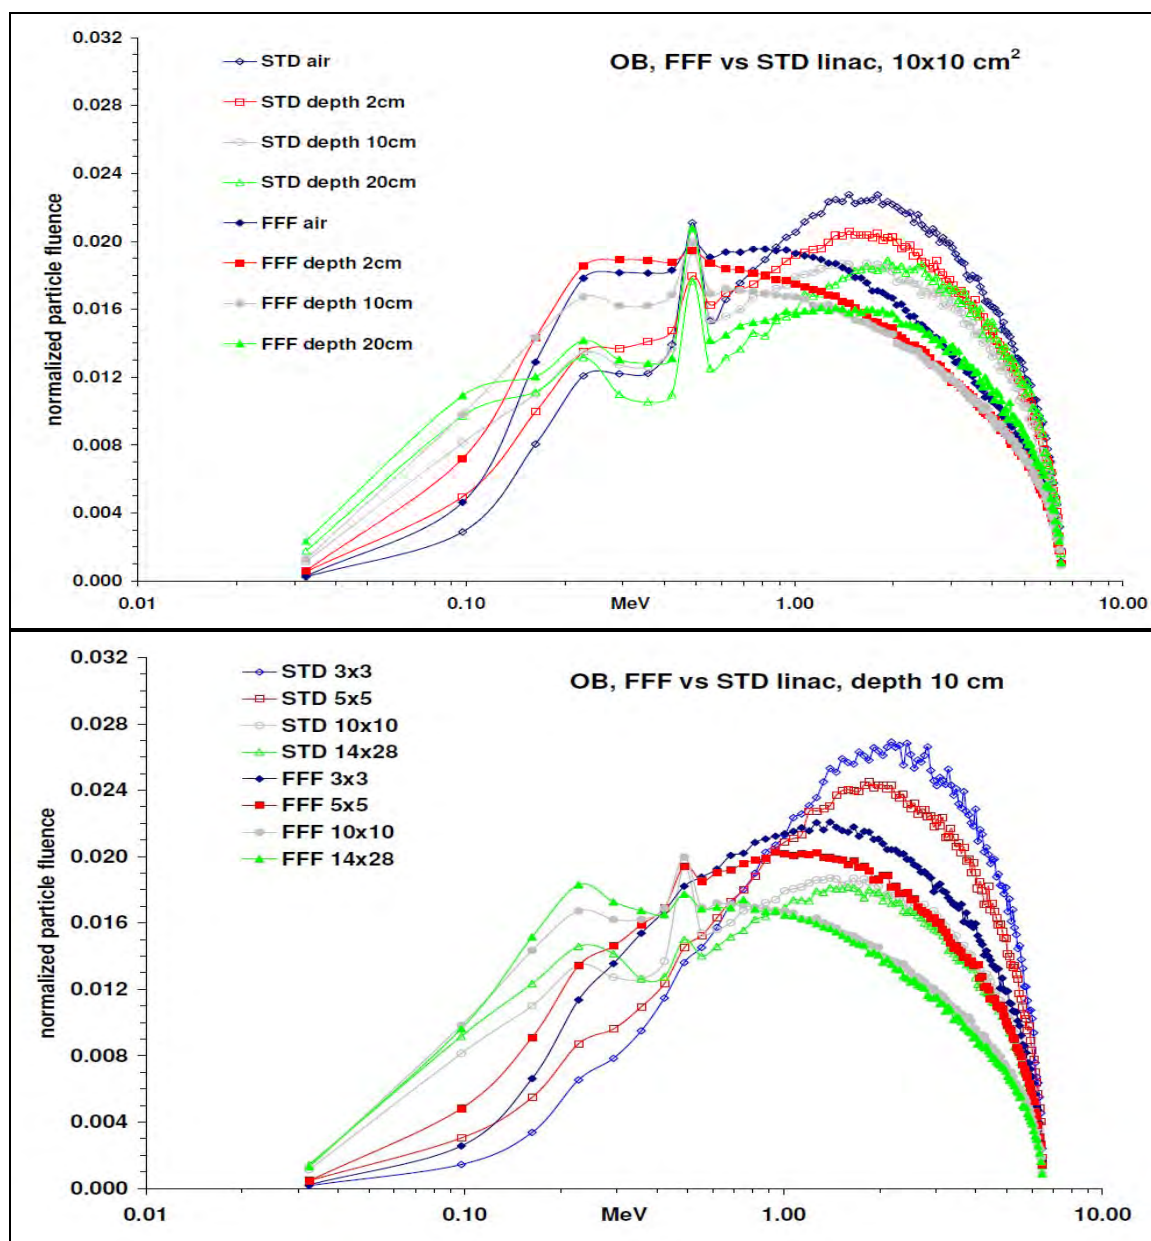 0.032
0.028
0.024
0.020
0.016
0.012
0.008
0.004
0.000
normalized particle fluence
STD air
STD depth 2cm
STD depth 10cm
STD depth 20cm
FFF air
FFF depth 2cm
FFF depth 10cm
FFF depth 20cm
OB, FFF vs STD linac, 10x10 cm²
0.01 0.10 MeV 1.00 10.00
0.032
0.028
0.024
0.020
0.016
0.012
0.008
0.004
0.000
normalized particle fluence
STD 3x3
STD 5x5
STD 10x10
STD 14x28
FFF 3x3
FFF 5x5
FFF 10x10
FFF 14x28
OB, FFF vs STD linac, depth 10 cm
0.01 0.10 MeV 1.00 10.00